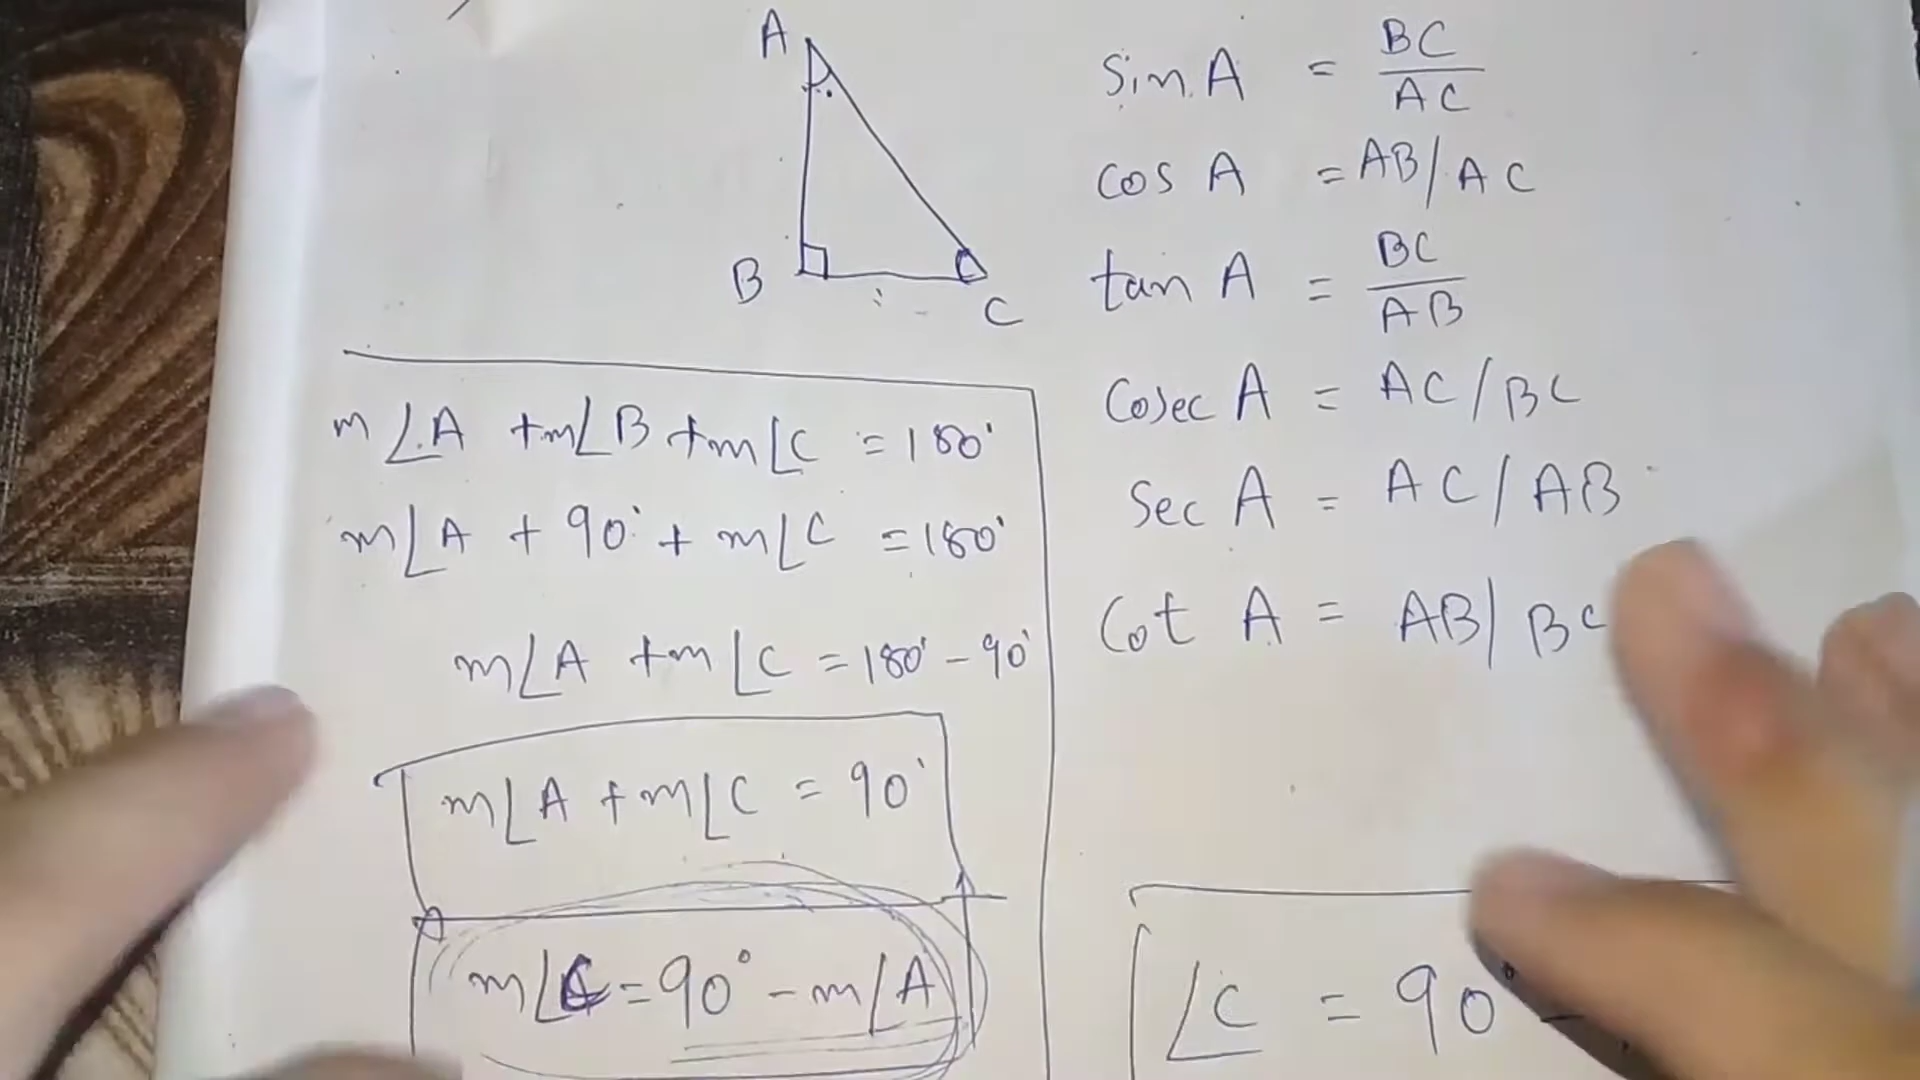 A
B
C
m∠A + m∠B + m∠C = 180°
m∠A + 90° + m∠C = 180°
m∠A + m∠C = 180° - 90°
m∠A + m∠C = 90°
m∠C = 90° - m∠A
sin A = BC/AC
cos A = AB/AC
tan A = BC/AB
Cosec A = AC/BC
Sec A = AC/AB
Cot A = AB/BC
∠C = 90° -